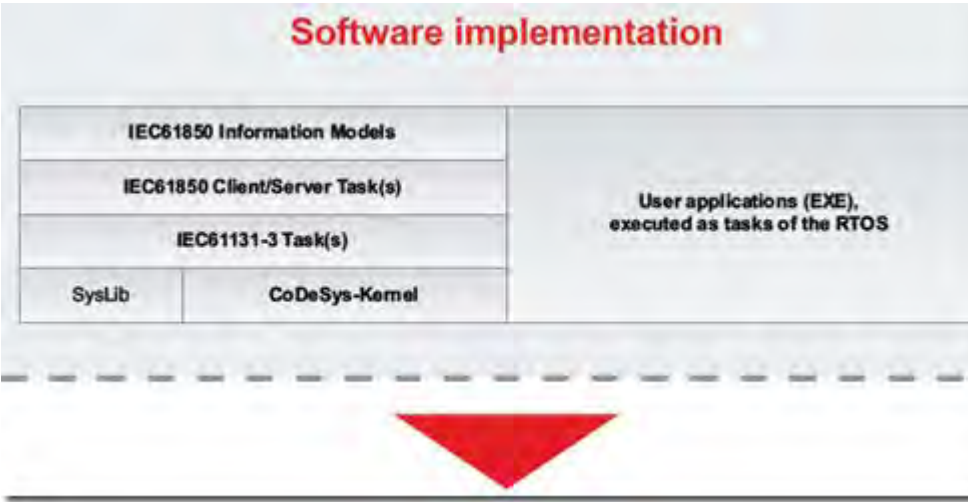 Software implementation
IEC61850 Information Models
IEC61850 Client/Server Task(s)
IEC61131-3 Task(s)
SysLib
CoDeSys-Kernel
User applications (EXE),
executed as tasks of the RTOS